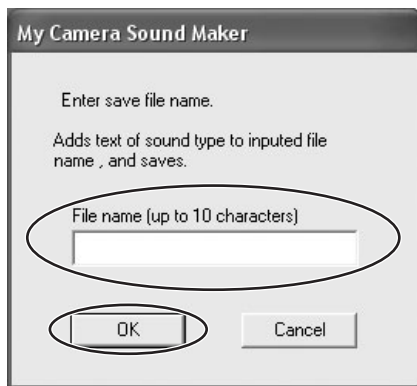 My Camera Sound Maker
Enter save file name.
Adds text of sound type to inputed file
name , and saves.
File name (up to 10 characters)
OK Cancel